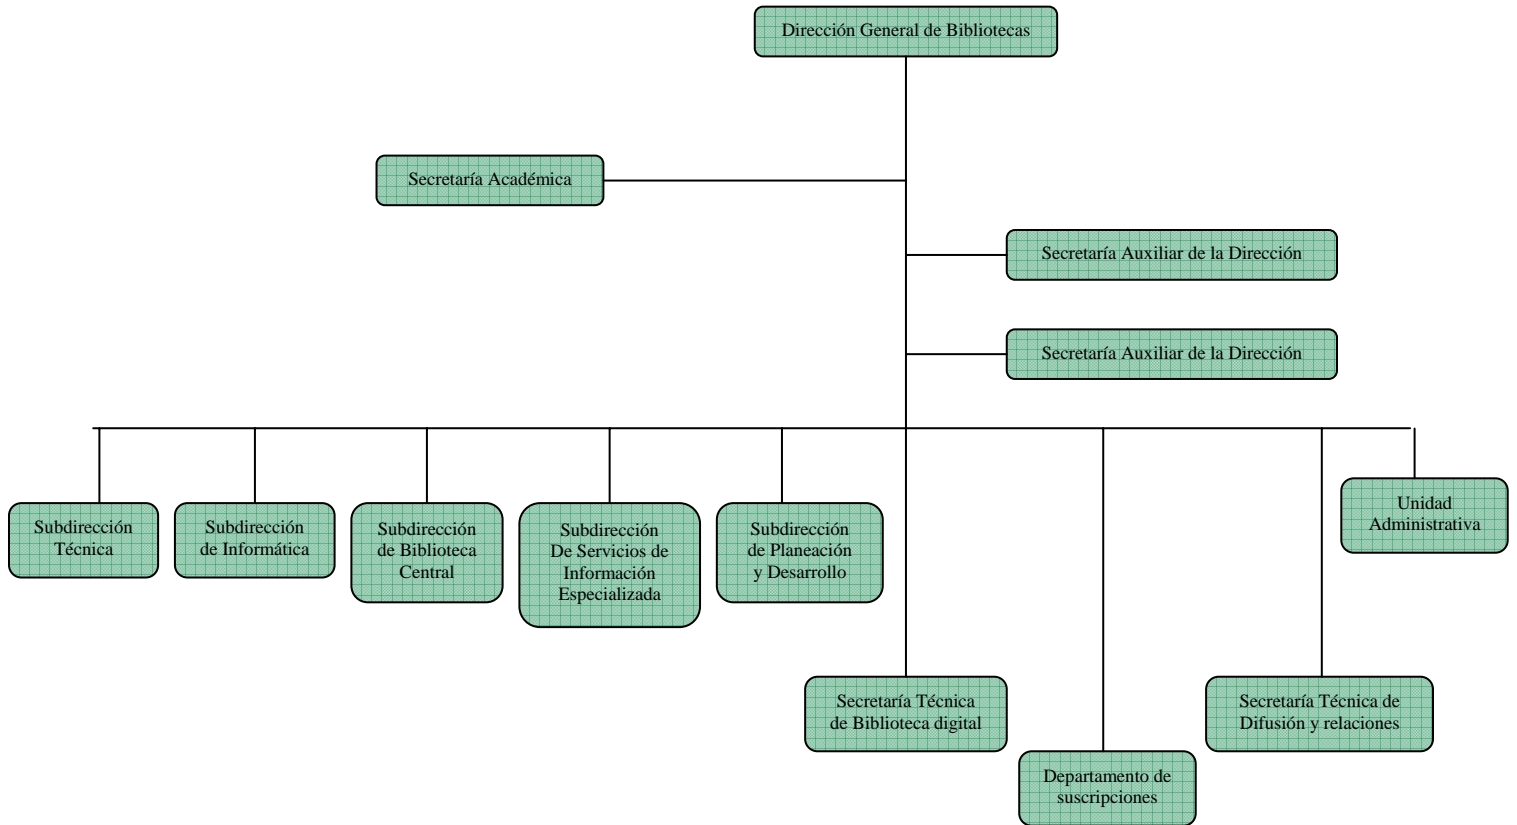 Dirección General de Bibliotecas
Secretaría Académica
Secretaría Auxiliar de la Dirección
Secretaría Auxiliar de la Dirección
Subdirección
Técnica
Subdirección
de Informática
Subdirección
de Biblioteca
Central
Subdirección
De Servicios de
Información
Especializada
Subdirección
de Planeación
y Desarrollo
Unidad
Administrativa
Secretaría Técnica
de Biblioteca digital
Departamento de
suscripciones
Secretaría Técnica de
Difusión y relaciones